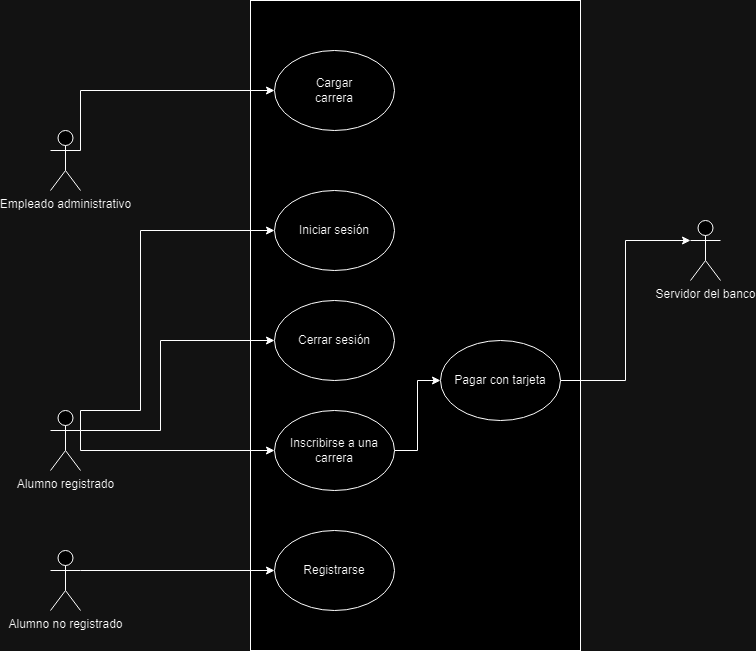 Cargar
carrera
Empleado administrativo
Iniciar sesión
Servidor del banco
Cerrar sesión
Pagar con tarjeta
Inscribirse a una
carrera
Alumno registrado
Registrarse
Alumno no registrado